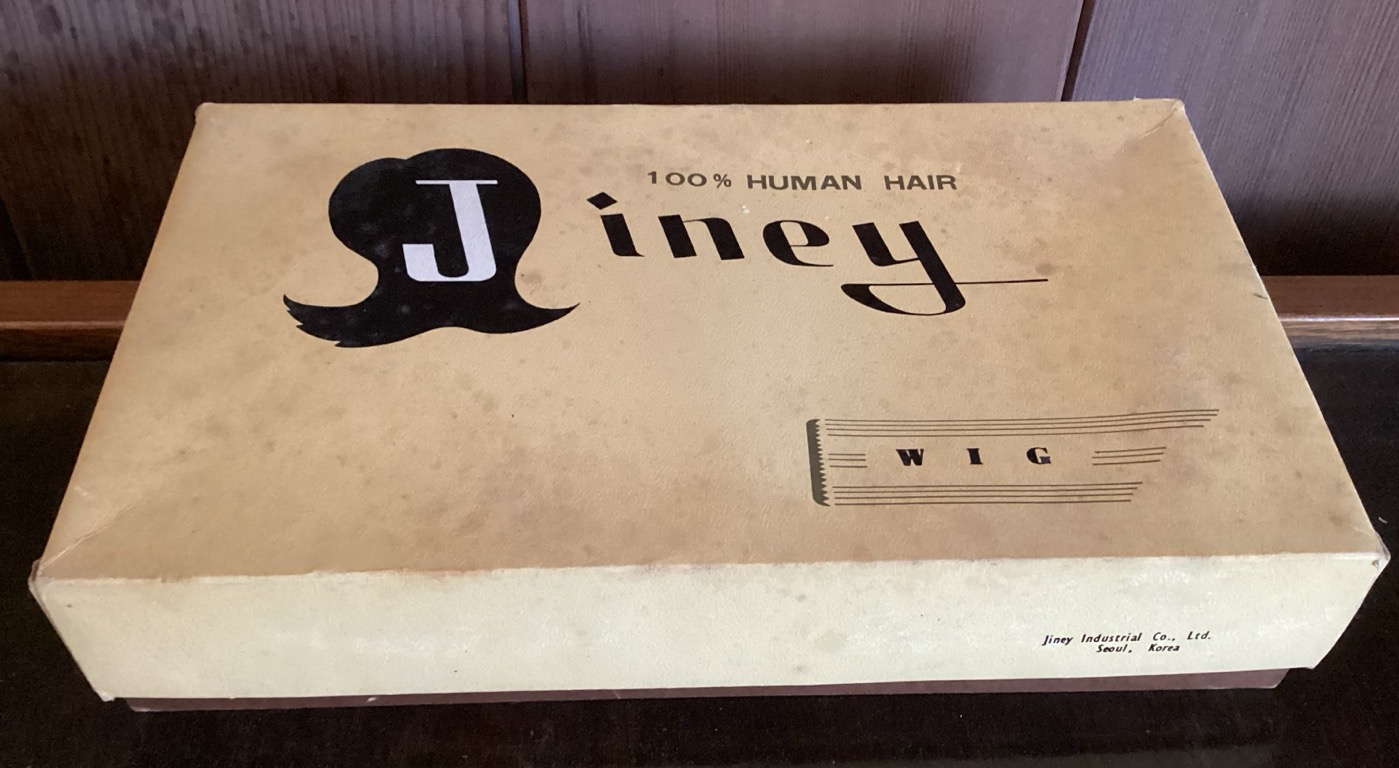 100% HUMAN HAIR
Jiney
WIG
Jiney Industrial Co., Ltd.
Seoul, Korea